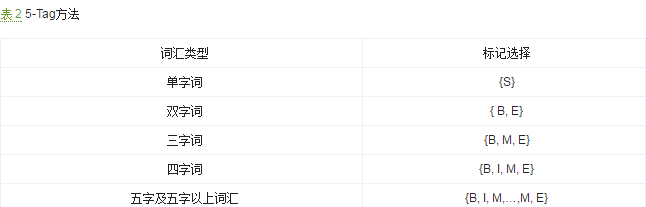 表 2 5-Tag方法
词汇类型 标记选择
单字词 {S}
双字词 { B, E}
三字词 {B, M, E}
四字词 {B, I, M, E}
五字及五字以上词汇 {B, I, M,…,M, E}